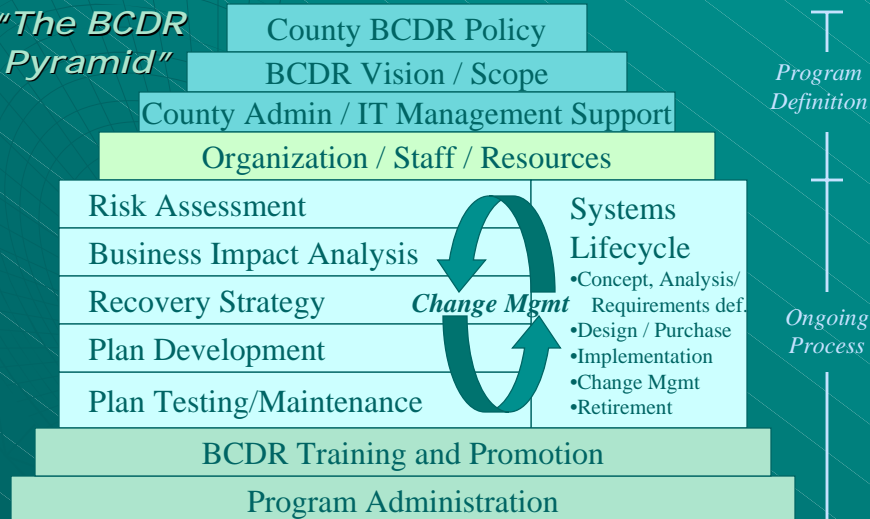 “The BCDR
Pyramid”
County BCDR Policy
BCDR Vision / Scope
County Admin / IT Management Support
Organization / Staff / Resources
Risk Assessment
Business Impact Analysis
Recovery Strategy
Plan Development
Plan Testing/Maintenance
Change Mgmt
Systems
Lifecycle
•Concept, Analysis/
Requirements def.
•Design / Purchase
•Implementation
•Change Mgmt
•Retirement
BCDR Training and Promotion
Program Administration
Program
Definition
Ongoing
Process